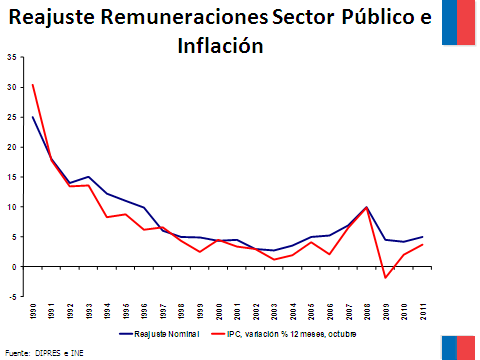 Reajuste Remuneraciones Sector Público e
Inflación
35
30
25
20
15
10
5
0
-5
1990 1991 1992 1993 1994 1995 1996 1997 1998 1999 2000 2001 2002 2003 2004 2005 2006 2007 2008 2009 2010 2011
Reajuste Nominal IPC, variación % 12 meses, octubre
Fuente: DIPRES e INE